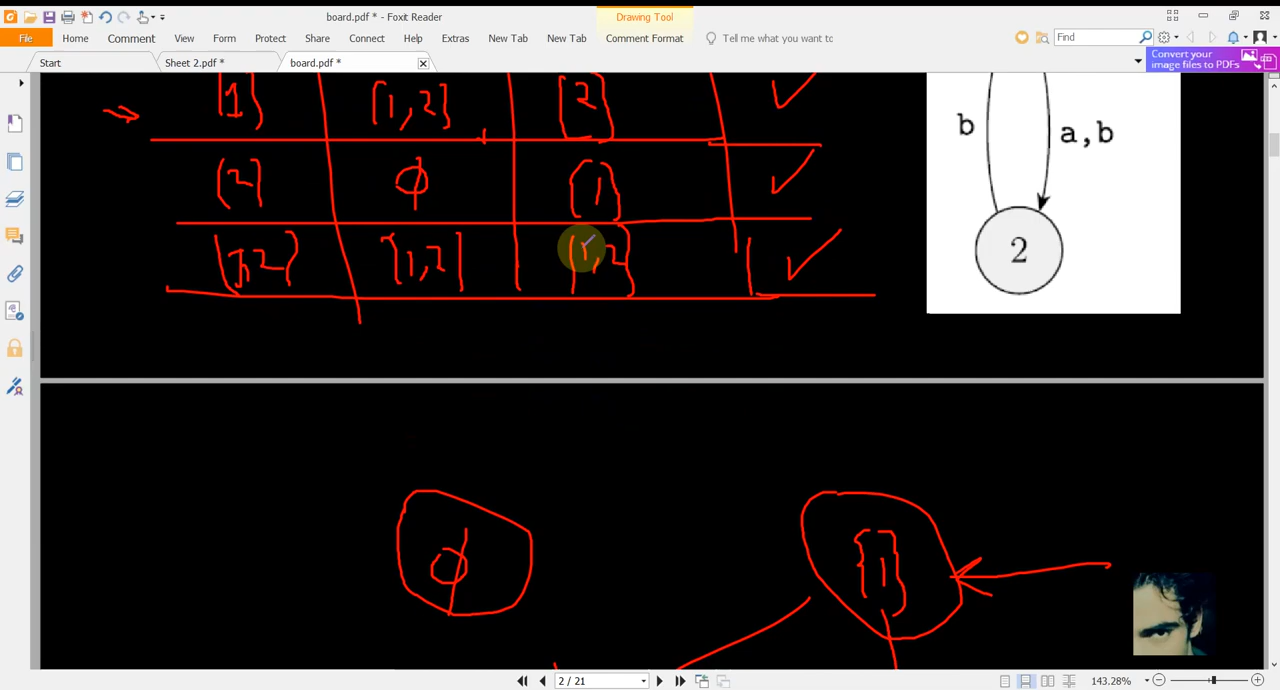 board.pdf * - Foxit Reader
Drawing Tool
File Home Comment View Form Protect Share Connect Help Extras New Tab New Tab Comment Format Tell me what you want to Find
Start Sheet 2.pdf * board.pdf * Convert your
image files to PDFs
{1} {1,2} {2}
b a,b
{2} ϕ {1}
{1,2} {1,2} {1,2}
2
ϕ {1}
2 / 21 143.28%